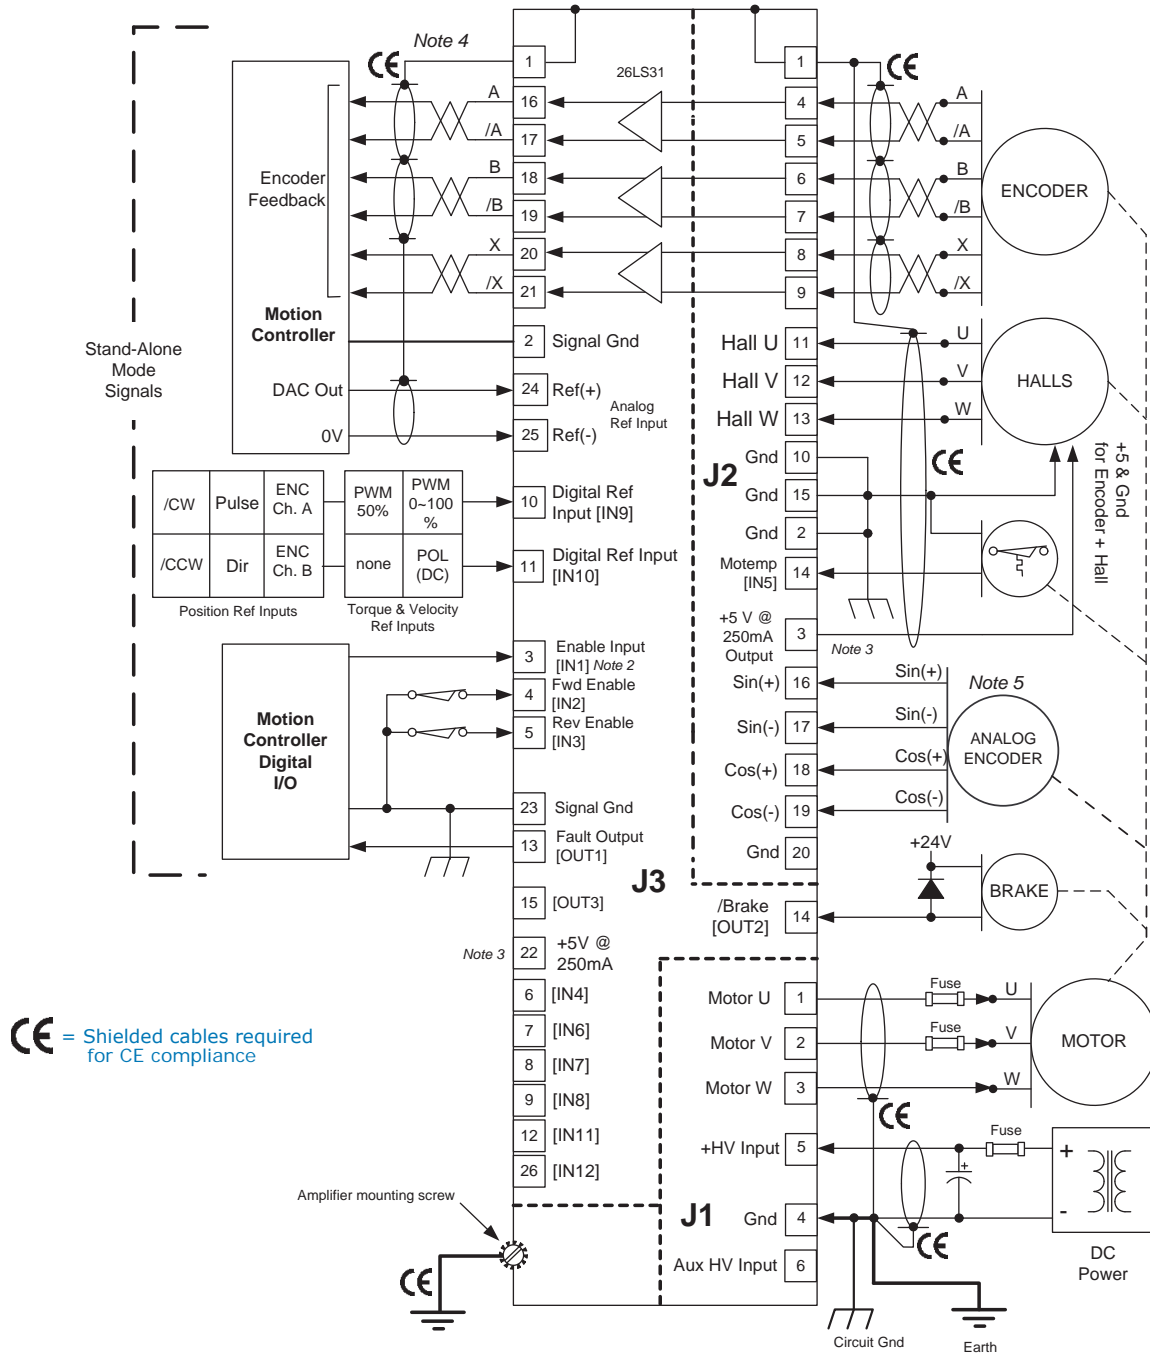 Note 4
CE
1
26LS31
1
CE
A
16
4
A
/A
17
5
/A
Encoder
Feedback
B
18
6
B
ENCODER
/B
19
7
/B
X
20
8
X
/X
21
9
/X
Motion
Controller
Stand-Alone
Mode
Signals
2
Signal Gnd
Hall U
11
U
DAC Out
24
Ref(+)
Analog
Ref Input
Hall V
12
V
HALLS
0V
25
Ref(-)
Hall W
13
W
J2
Gnd
10
CE
+5 & Gnd
for Encoder + Hall
/CW
Pulse
ENC
Ch. A
PWM
50%
PWM
0~100
%
10
Digital Ref
Input [IN9]
Gnd
15
Gnd
2
/CCW
Dir
ENC
Ch. B
none
POL
(DC)
11
Digital Ref Input
[IN10]
Motemp
[IN5]
14
Position Ref Inputs
Torque & Velocity
Ref Inputs
+5 V @
250mA
Output
3
Note 3
3
Enable Input
[IN1] Note 2
4
Fwd Enable
[IN2]
5
Rev Enable
[IN3]
Sin(+)
16
Sin(+)
Note 5
Sin(-)
17
Sin(-)
ANALOG
ENCODER
Motion
Controller
Digital
I/O
Cos(+)
18
Cos(+)
Cos(-)
19
Cos(-)
23
Signal Gnd
13
Fault Output
[OUT1]
Gnd
20
+24V
J3
BRAKE
15
[OUT3]
/Brake
[OUT2]
14
Note 3
22
+5V @
250mA
6
[IN4]
Motor U
1
Fuse
U
7
[IN6]
Motor V
2
Fuse
V
MOTOR
CE = Shielded cables required
for CE compliance
8
[IN7]
Motor W
3
W
9
[IN8]
CE
12
[IN11]
+HV Input
5
Fuse
+
26
[IN12]
+
Amplifier mounting screw
J1
Gnd
4
-
CE
DC
Power
Aux HV Input
6
CE
Circuit Gnd
Earth